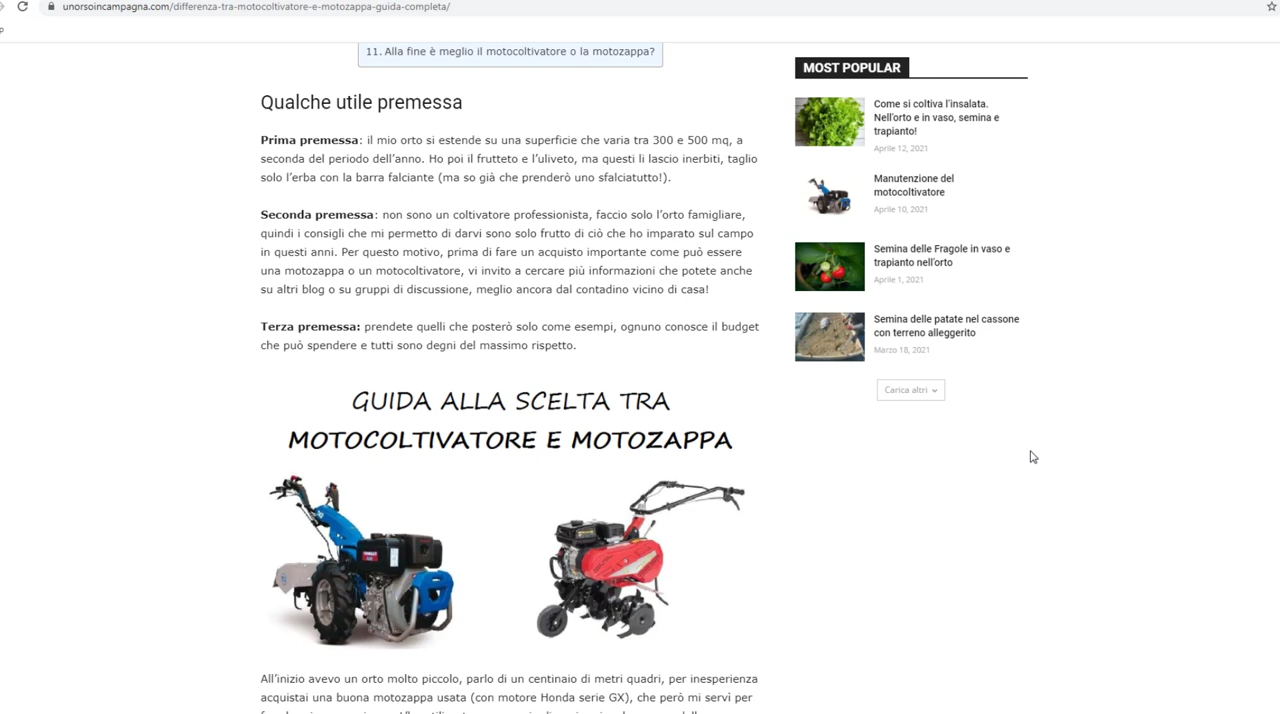 unorsoincampagna.com/differenza-tra-motocoltivatore-e-motozappa-guida-completa/
11. Alla fine è meglio il motocoltivatore o la motozappa?
Qualche utile premessa
Prima premessa: il mio orto si estende su una superficie che varia tra 300 e 500 mq, a
seconda del periodo dell'anno. Ho poi il frutteto e l'uliveto, ma questi li lascio inerbiti, taglio
solo l'erba con la barra falciante (ma so già che prenderò uno sfalciatutto!).
Seconda premessa: non sono un coltivatore professionista, faccio solo l'orto famigliare,
quindi i consigli che mi permetto di darvi sono solo frutto di ciò che ho imparato sul campo
in questi anni. Per questo motivo, prima di fare un acquisto importante come può essere
una motozappa o un motocoltivatore, vi invito a cercare più informazioni che potete anche
su altri blog o su gruppi di discussione, meglio ancora dal contadino vicino di casa!
Terza premessa: prendete quelli che posterò solo come esempi, ognuno conosce il budget
che può spendere e tutti sono degni del massimo rispetto.
GUIDA ALLA SCELTA TRA
MOTOCOLTIVATORE E MOTOZAPPA
All'inizio avevo un orto molto piccolo, parlo di un centinaio di metri quadri, per inesperienza
acquistai una buona motozappa usata (con motore Honda serie GX), che però mi servì per
MOST POPULAR
Come si coltiva l'insalata.
Nell'orto e in vaso, semina e
trapianto!
Aprile 12, 2021
Manutenzione del
motocoltivatore
Aprile 10, 2021
Semina delle Fragole in vaso e
trapianto nell'orto
Aprile 1, 2021
Semina delle patate nel cassone
con terreno alleggerito
Marzo 18, 2021
Carica altri